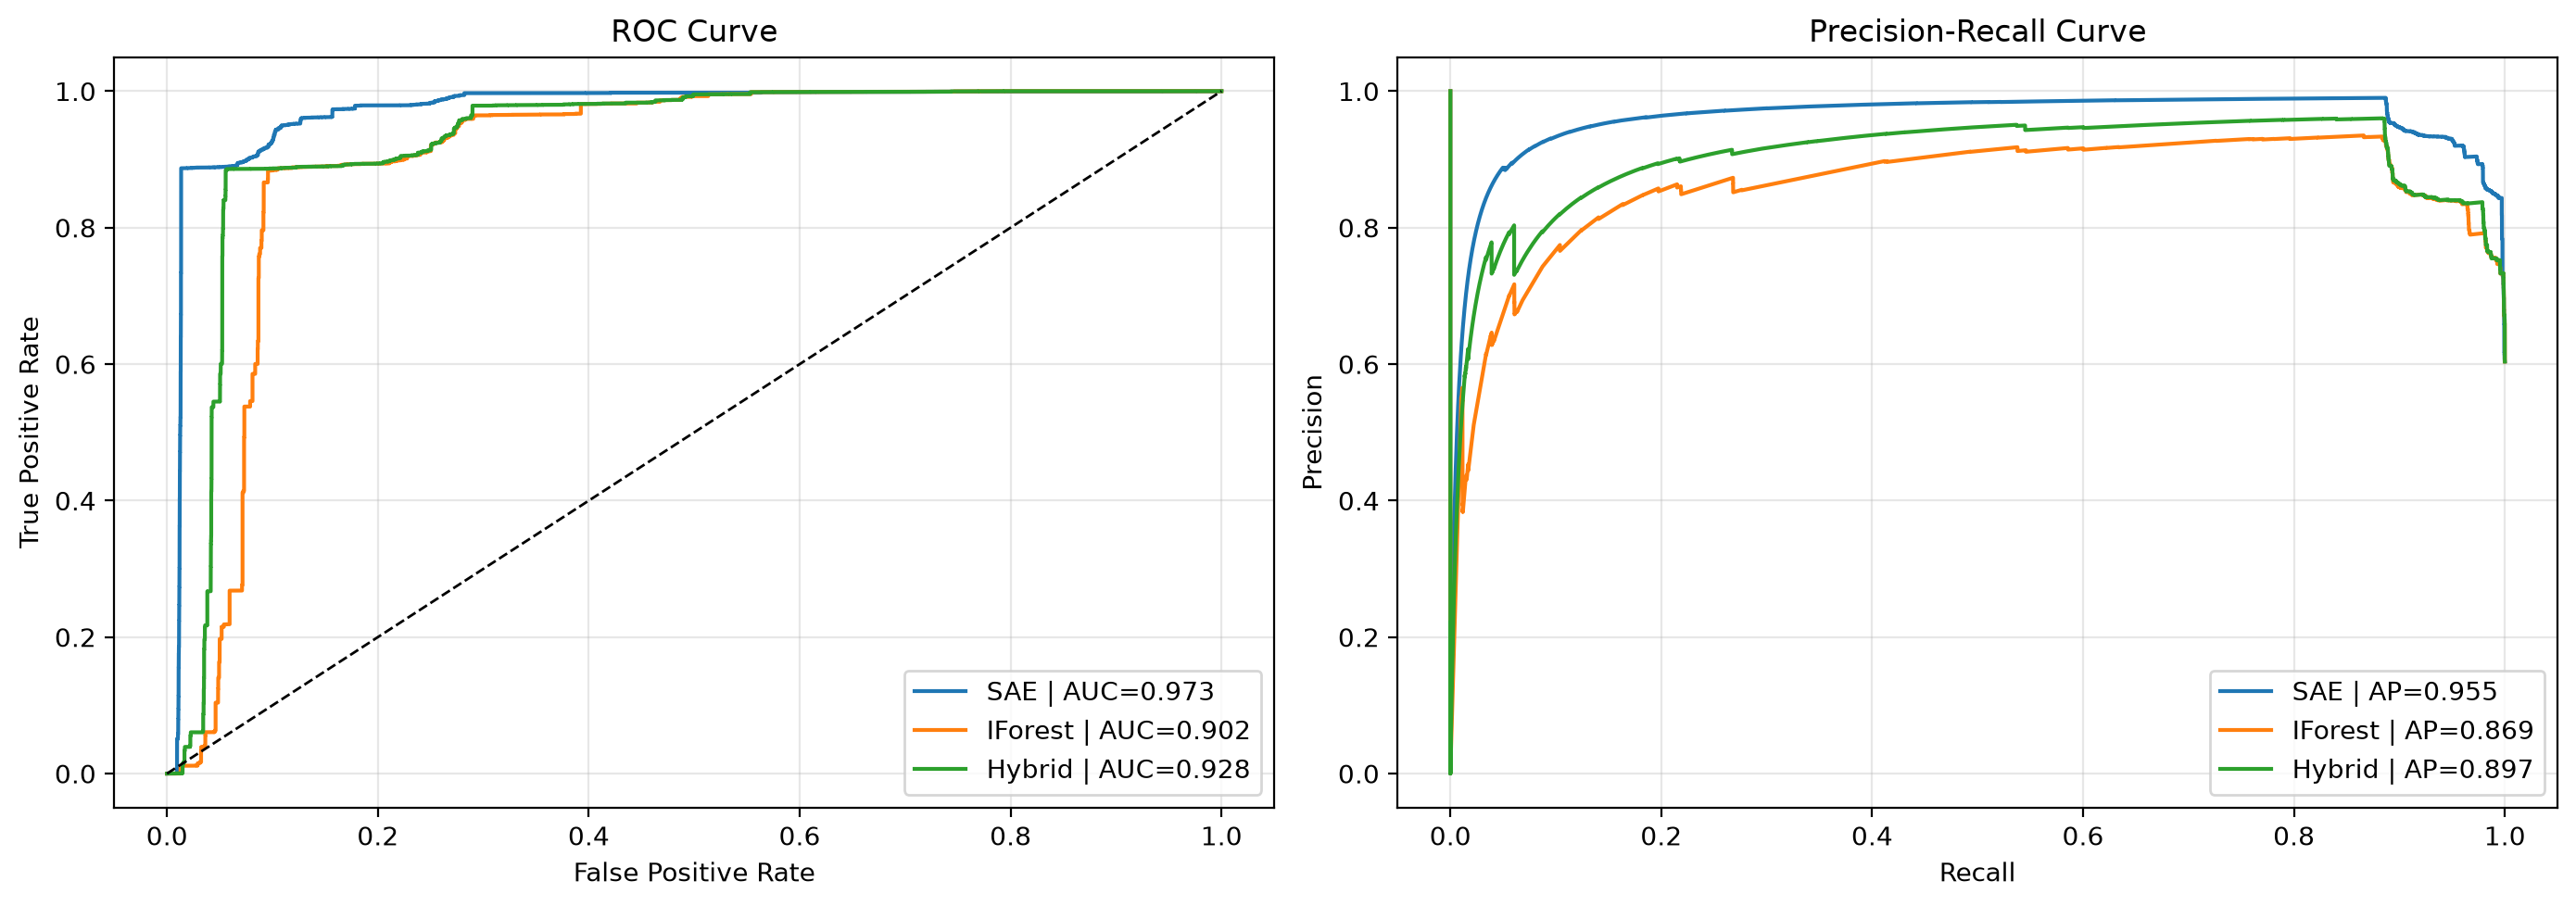 ROC Curve
True Positive Rate
1.0
0.8
0.6
0.4
0.2
0.0
0.0 0.2 0.4 0.6 0.8 1.0
False Positive Rate
SAE | AUC=0.973
IForest | AUC=0.902
Hybrid | AUC=0.928
Precision-Recall Curve
Precision
1.0
0.8
0.6
0.4
0.2
0.0
0.0 0.2 0.4 0.6 0.8 1.0
Recall
SAE | AP=0.955
IForest | AP=0.869
Hybrid | AP=0.897